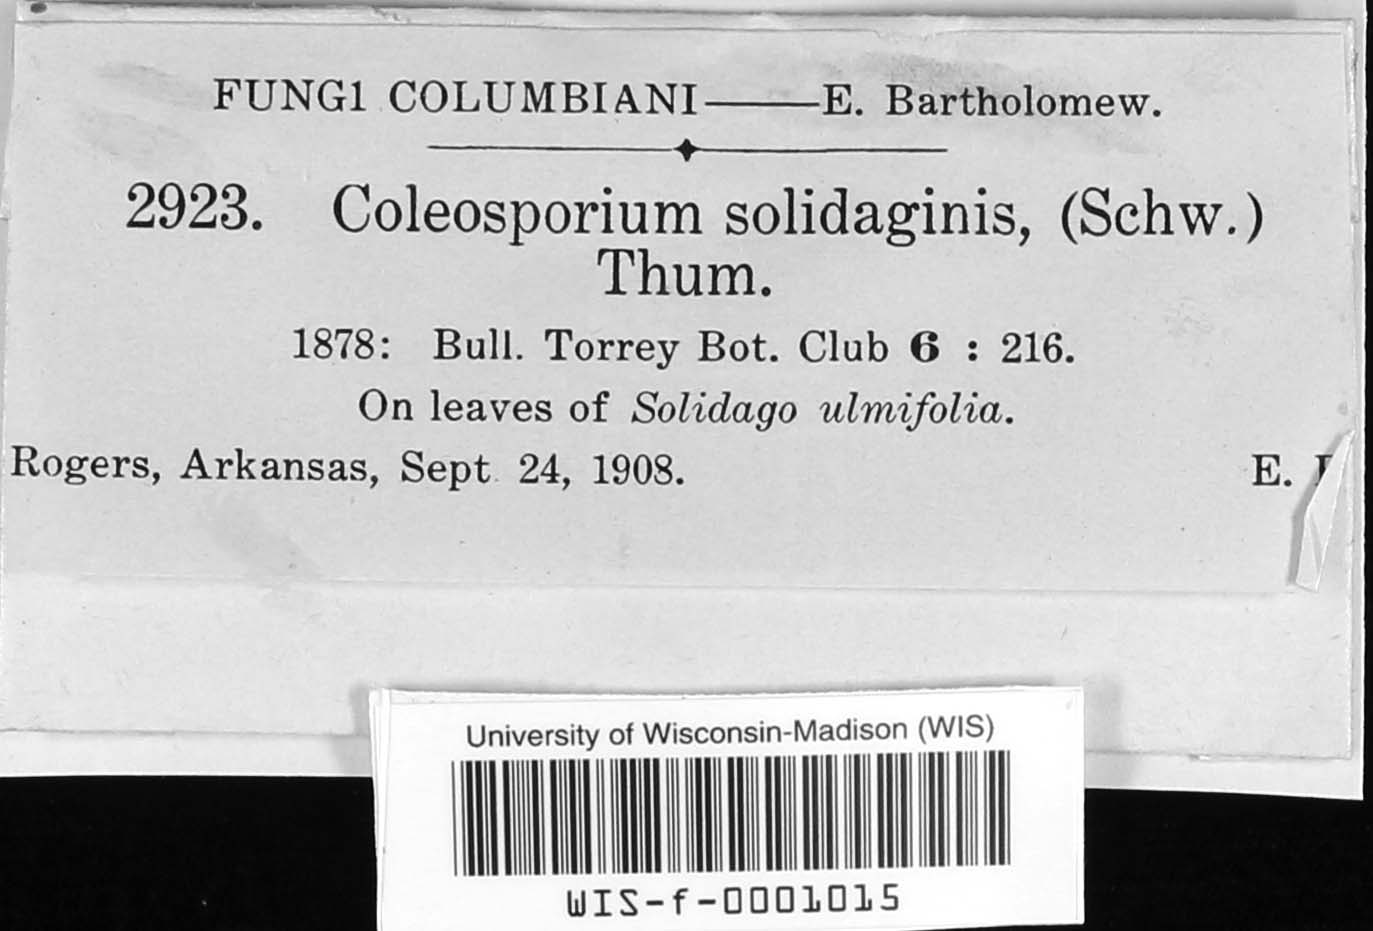 FUNG1 COLUMBIANI——E. Bartholomew.
2923. Coleosporium solidaginis, (Schw.)
Thum.
1878: Bull. Torrey Bot. Club 6 : 216.
On leaves of Solidago ulmifolia.
Rogers, Arkansas, Sept. 24, 1908. E.
University of Wisconsin-Madison (WIS)
WIS-f-0001015